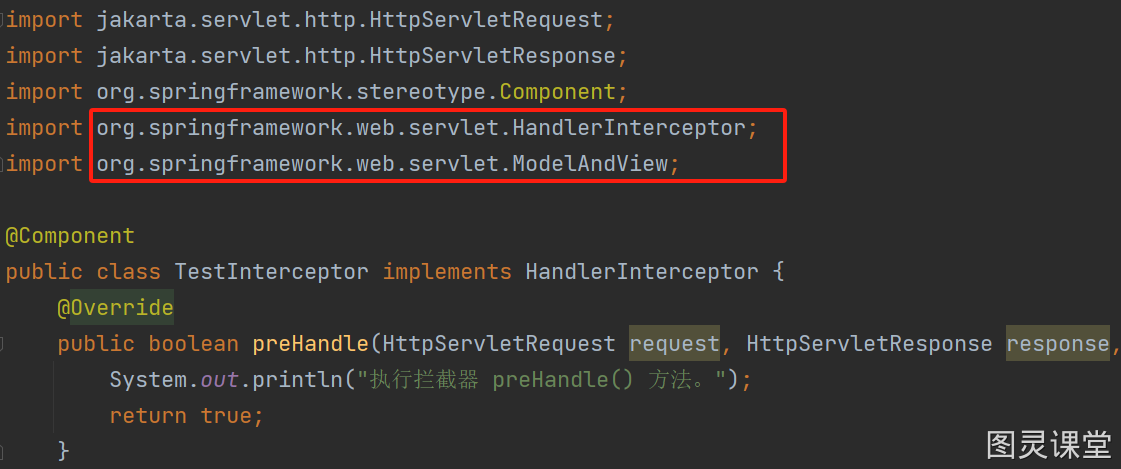 import jakarta.servlet.http.HttpServletRequest;
import jakarta.servlet.http.HttpServletResponse;
import org.springframework.stereotype.Component;
import org.springframework.web.servlet.HandlerInterceptor;
import org.springframework.web.servlet.ModelAndView;
@Component
public class TestInterceptor implements HandlerInterceptor {
@Override
public boolean preHandle(HttpServletRequest request, HttpServletResponse response,
System.out.println("执行拦截器 preHandle() 方法。");
return true;
}
图灵课堂